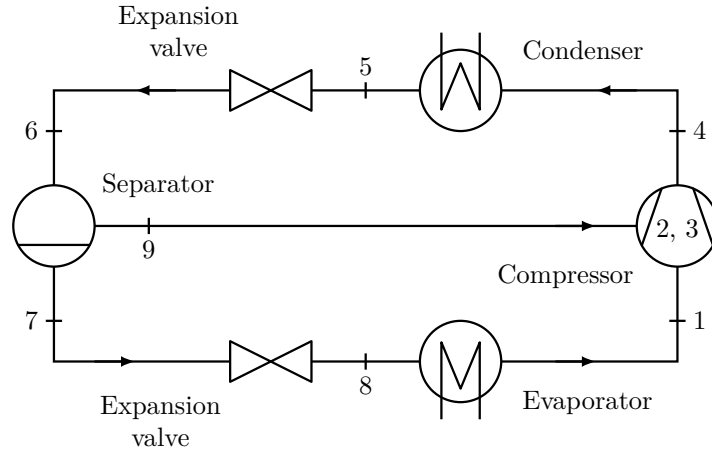 Expansion
valve
5
Condenser
6
4
Separator
2, 3
9
Compressor
7
1
8
Expansion
valve
Evaporator